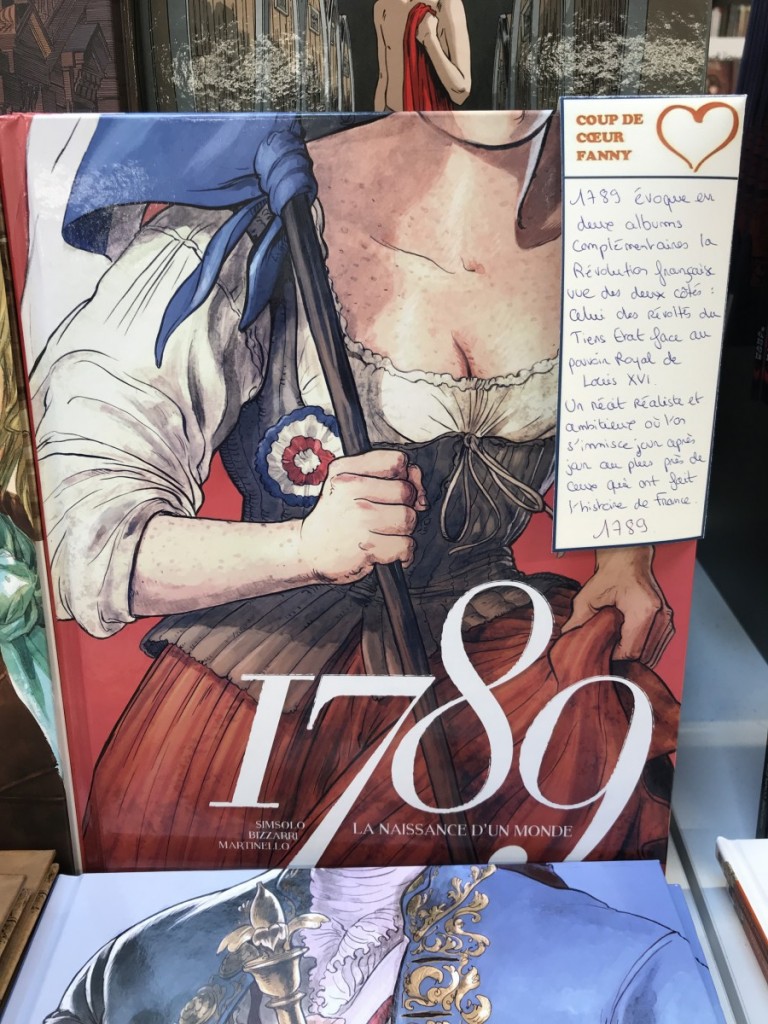 COUP DE
CŒUR
FANNY
1789 évoque en
deux albums
complémentaires la
Révolution française
vue des deux côtés :
Celui des révoltés du
Tiers Etat face au
pouvoir Royal de
Louis XVI.
Un récit réaliste et
ambitieux où l'on
s'immisce jour après
jour au plus près de
ceux qui ont fait
l'histoire de France.
1789
1789
SIMSOLO
BIZZARRI
MARTINELLO
LA NAISSANCE D'UN MONDE